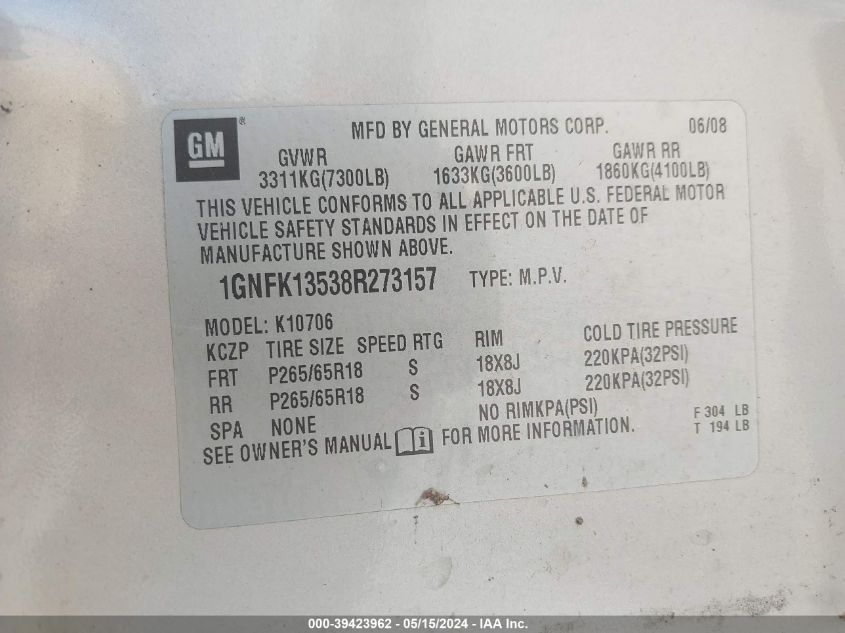 GM ® MFD BY GENERAL MOTORS CORP. 06/08
GVWR GAWR FRT GAWR RR
3311KG(7300LB) 1633KG(3600LB) 1860KG(4100LB)
THIS VEHICLE CONFORMS TO ALL APPLICABLE U.S. FEDERAL MOTOR
VEHICLE SAFETY STANDARDS IN EFFECT ON THE DATE OF
MANUFACTURE SHOWN ABOVE.
1GNFK13538R273157 TYPE: M.P.V.
MODEL: K10706
KCZP TIRE SIZE SPEED RTG RIM COLD TIRE PRESSURE
FRT P265/65R18 S 18X8J 220KPA(32PSI)
RR P265/65R18 S 18X8J 220KPA(32PSI)
SPA NONE NO RIMKPA(PSI) F 304 LB
SEE OWNER'S MANUAL i FOR MORE INFORMATION. T 194 LB
000-39423962 - 05/15/2024 - IAA Inc.